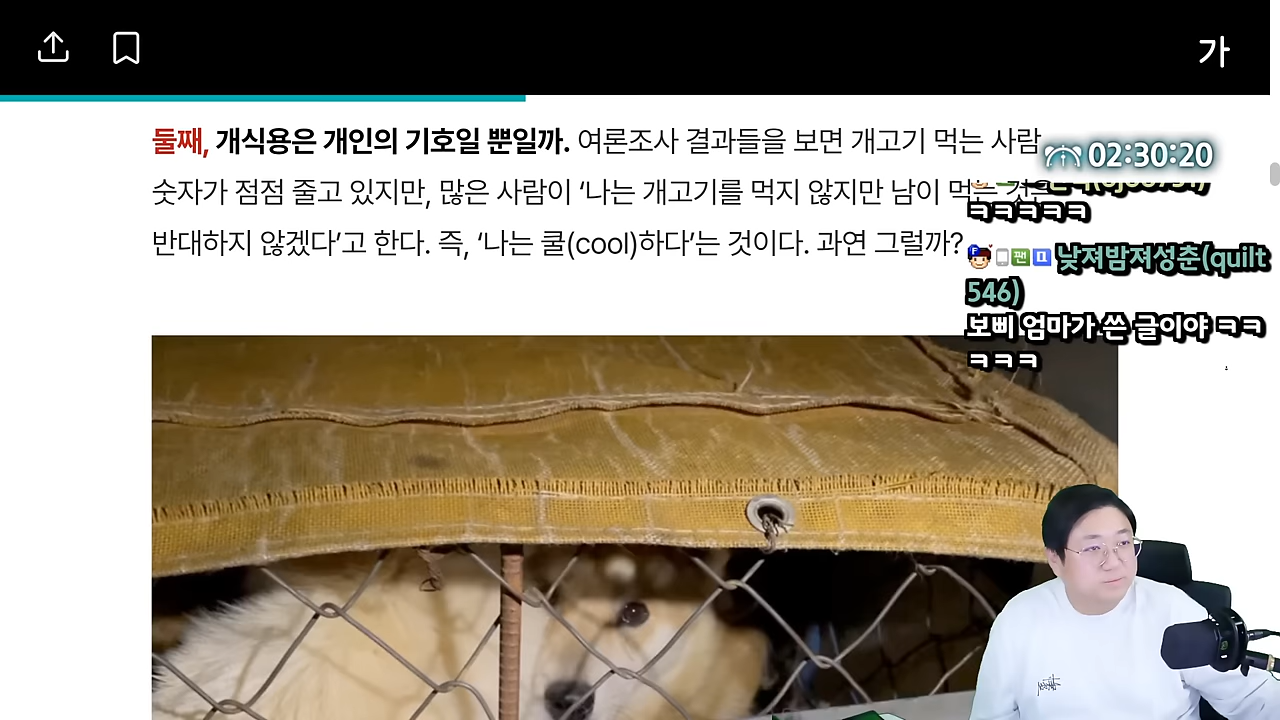 가
둘째, 개식용은 개인의 기호일 뿐일까. 여론조사 결과들을 보면 개고기 먹는 사람
숫자가 점점 줄고 있지만, 많은 사람이 ‘나는 개고기를 먹지 않지만 남이 먹는 것은
반대하지 않겠다’고 한다. 즉, ‘나는 쿨(cool)하다’는 것이다. 과연 그럴까?
02:30:20
ㅋㅋㅋㅋㅋ
팬 낮져밤져성춘(quilt
546)
보삐 엄마가 쓴 글이야 ㅋㅋ
ㅋㅋㅋ